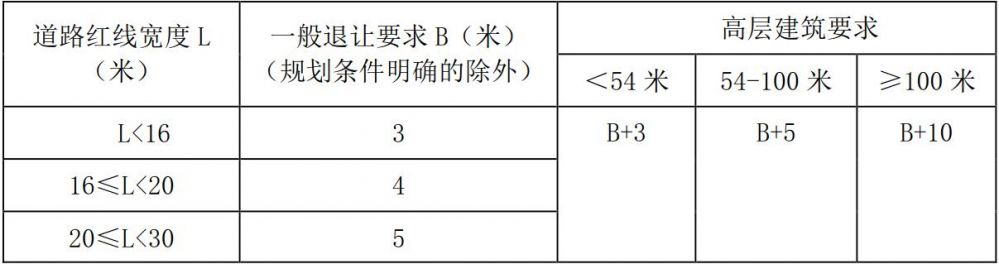 道路红线宽度 L
（米）
一般退让要求 B（米）
（规划条件明确的除外）
高层建筑要求
＜54 米
54-100 米
≥100 米
L<16
3
B+3
B+5
B+10
16≤L<20
4
20≤L<30
5